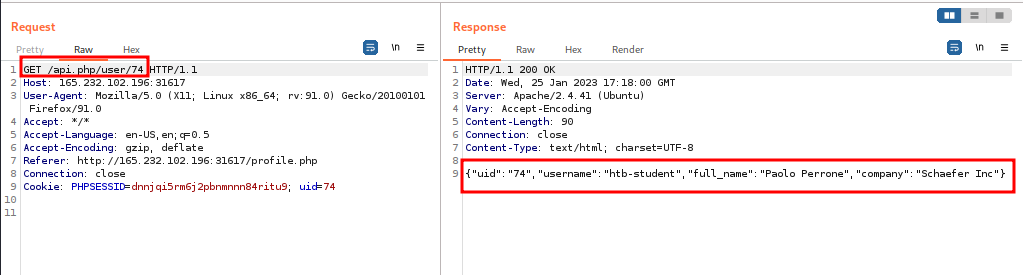 Request
Pretty Raw Hex
\n
1 GET /api.php/user/74 HTTP/1.1
2 Host: 165.232.102.196:31617
3 User-Agent: Mozilla/5.0 (X11; Linux x86_64; rv:91.0) Gecko/20100101
Firefox/91.0
4 Accept: */*
5 Accept-Language: en-US,en;q=0.5
6 Accept-Encoding: gzip, deflate
7 Referer: http://165.232.102.196:31617/profile.php
8 Connection: close
9 Cookie: PHPSESSID=dnnjqi5rm6j2pbnmnnn84ritu9; uid=74
10
11
Response
Pretty Raw Hex Render
\n
1 HTTP/1.1 200 OK
2 Date: Wed, 25 Jan 2023 17:18:00 GMT
3 Server: Apache/2.4.41 (Ubuntu)
4 Vary: Accept-Encoding
5 Content-Length: 90
6 Connection: close
7 Content-Type: text/html; charset=UTF-8
8
9 {"uid":"74","username":"htb-student","full_name":"Paolo Perrone","company":"Schaefer Inc"}